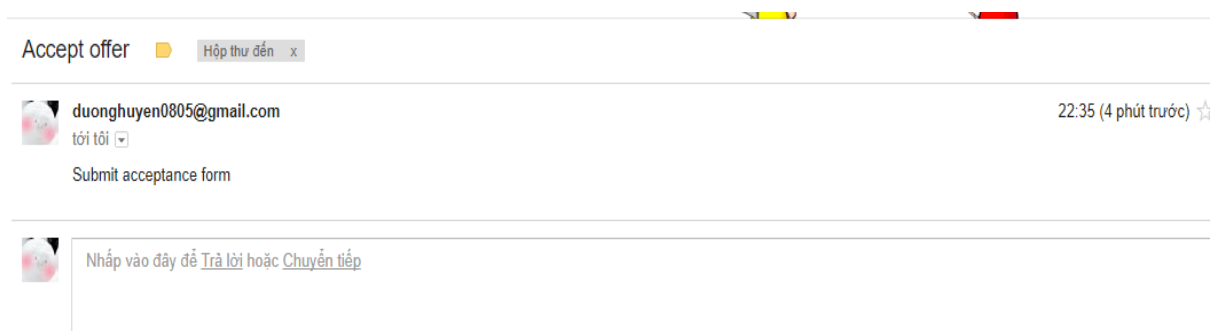 Accept offer Hộp thư đến x
duonghuyen0805@gmail.com 22:35 (4 phút trước)
tới tôi
Submit acceptance form
Nhấp vào đây để Trả lời hoặc Chuyển tiếp